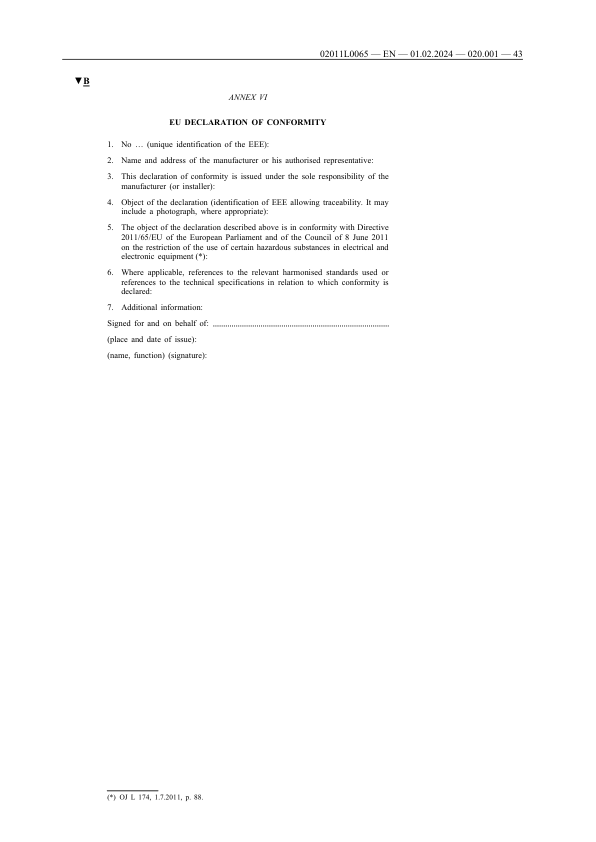 02011L0065 — EN — 01.02.2024 — 020.001 — 43
▼B
ANNEX VI
EU DECLARATION OF CONFORMITY
1. No … (unique identification of the EEE):
2. Name and address of the manufacturer or his authorised representative:
3. This declaration of conformity is issued under the sole responsibility of the
manufacturer (or installer):
4. Object of the declaration (identification of EEE allowing traceability. It may
include a photograph, where appropriate):
5. The object of the declaration described above is in conformity with Directive
2011/65/EU of the European Parliament and of the Council of 8 June 2011
on the restriction of the use of certain hazardous substances in electrical and
electronic equipment (*):
6. Where applicable, references to the relevant harmonised standards used or
references to the technical specifications in relation to which conformity is
declared:
7. Additional information:
Signed for and on behalf of: ................................................................................
(place and date of issue):
(name, function) (signature):
(*) OJ L 174, 1.7.2011, p. 88.